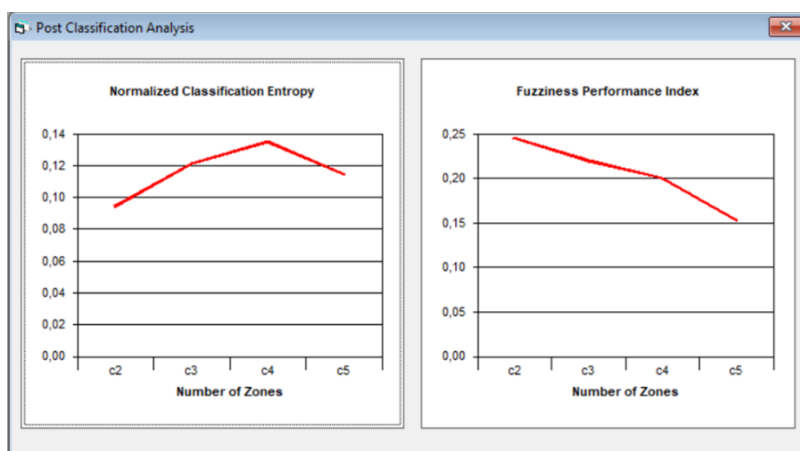 Post Classification Analysis
Normalized Classification Entropy
0,14
0,12
0,10
0,08
0,06
0,04
0,02
0,00
c2 c3 c4 c5
Number of Zones
Fuzziness Performance Index
0,25
0,20
0,15
0,10
0,05
0,00
c2 c3 c4 c5
Number of Zones